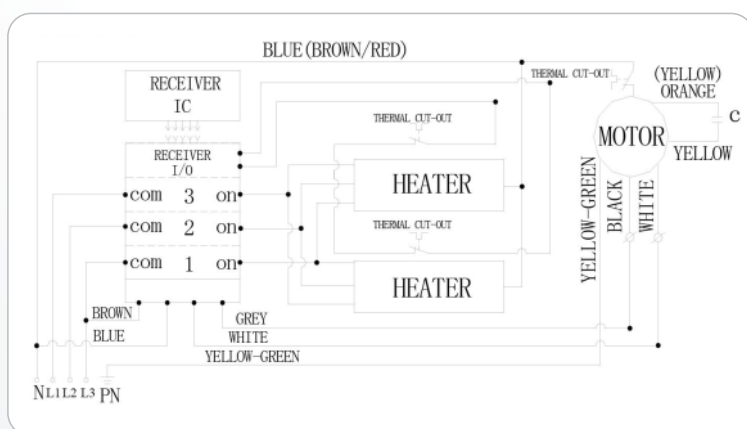 BLUE(BROWN/RED)
RECEIVER
IC
THERMAL CUT-OUT
(YELLOW)
ORANGE
C
THERMAL CUT-OUT
MOTOR
YELLOW
RECEIVER
I/O
HEATER
com 3 on
com 2 on
com 1 on
THERMAL CUT-OUT
HEATER
YELLOW-GREEN
BLACK
WHITE
BROWN
BLUE
GREY
WHITE
YELLOW-GREEN
N L1 L2 L3 PN